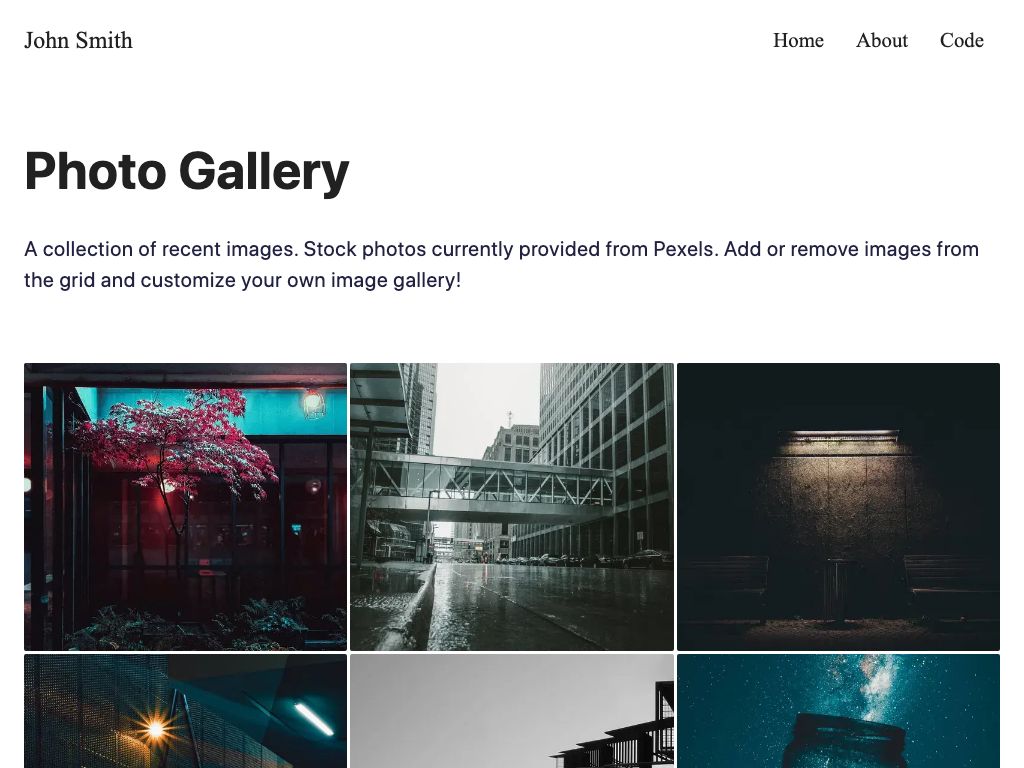 John Smith
Home About Code
Photo Gallery
A collection of recent images. Stock photos currently provided from Pexels. Add or remove images from
the grid and customize your own image gallery!